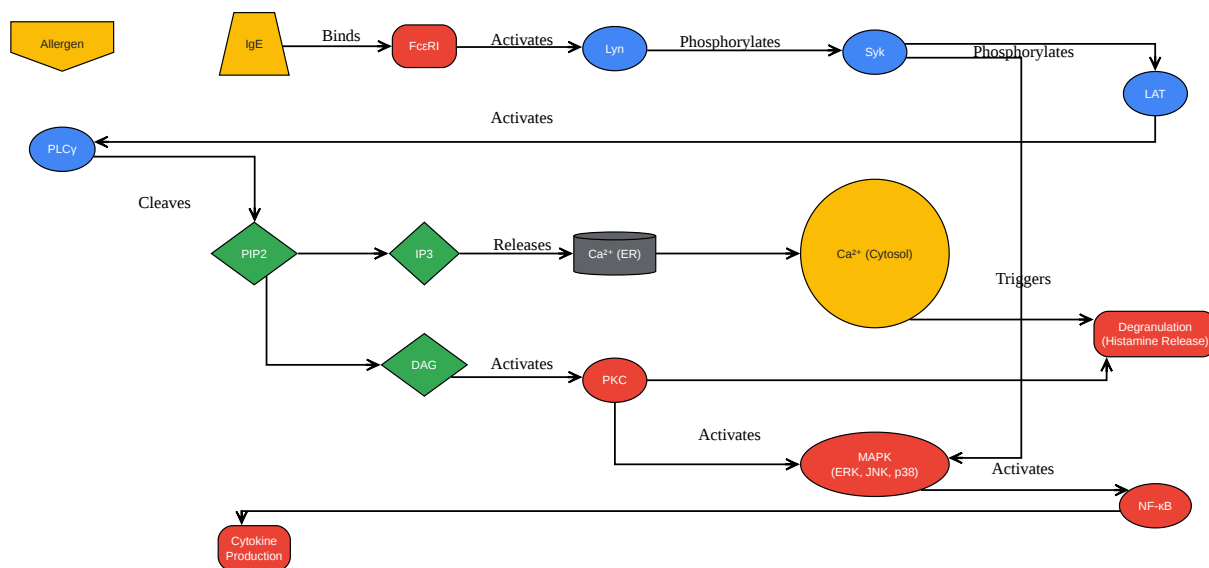 Allergen
IgE
Binds
FcεRI
Activates
Lyn
Phosphorylates
Syk
Phosphorylates
LAT
Activates
PLCγ
Cleaves
PIP2
IP3
Releases
Ca²⁺ (ER)
Ca²⁺ (Cytosol)
Triggers
Degranulation
(Histamine Release)
DAG
Activates
PKC
Activates
MAPK
(ERK, JNK, p38)
Activates
NF-κB
Cytokine
Production